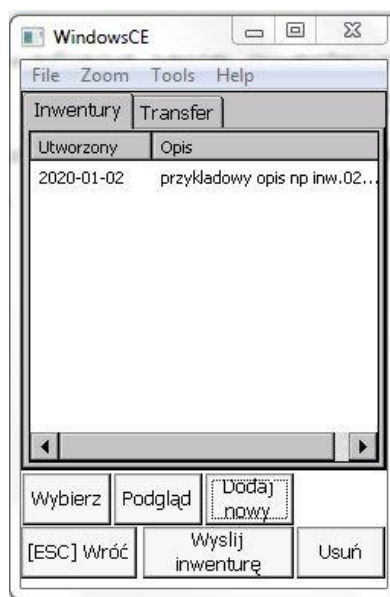 WindowsCE
File Zoom Tools Help
Inwentury Transfer
Utworzony Opis
2020-01-02 przykladowy opis np inw.02...
Wybierz Podgląd Dodaj nowy
[ESC] Wróć Wyslij inwenturę Usuń